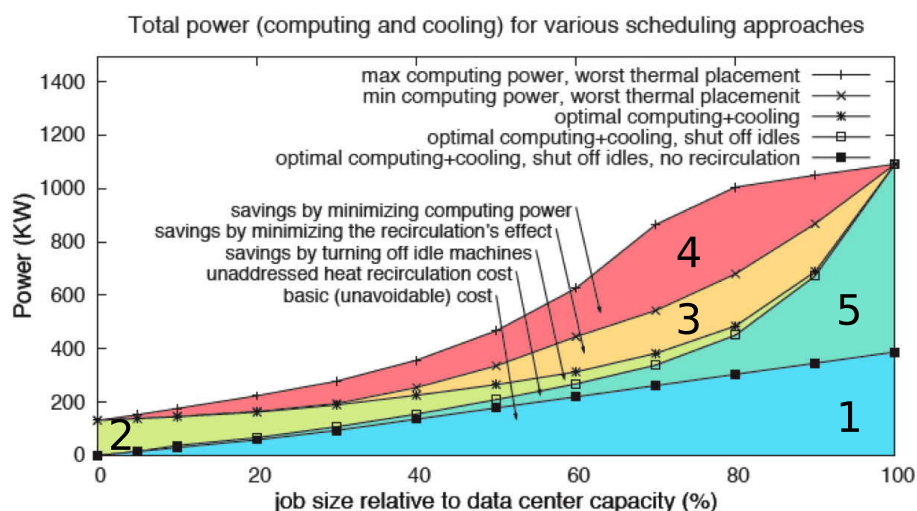 Total power (computing and cooling) for various scheduling approaches
1400
1200
1000
800
600
400
200
0
Power (KW)
max computing power, worst thermal placement
min computing power, worst thermal placemenit
optimal computing+cooling
optimal computing+cooling, shut off idles
optimal computing+cooling, shut off idles, no recirculation
savings by minimizing computing power
savings by minimizing the recirculation's effect
savings by turning off idle machines
unaddressed heat recirculation cost
basic (unavoidable) cost
4
3
5
2
1
0 20 40 60 80 100
job size relative to data center capacity (%)